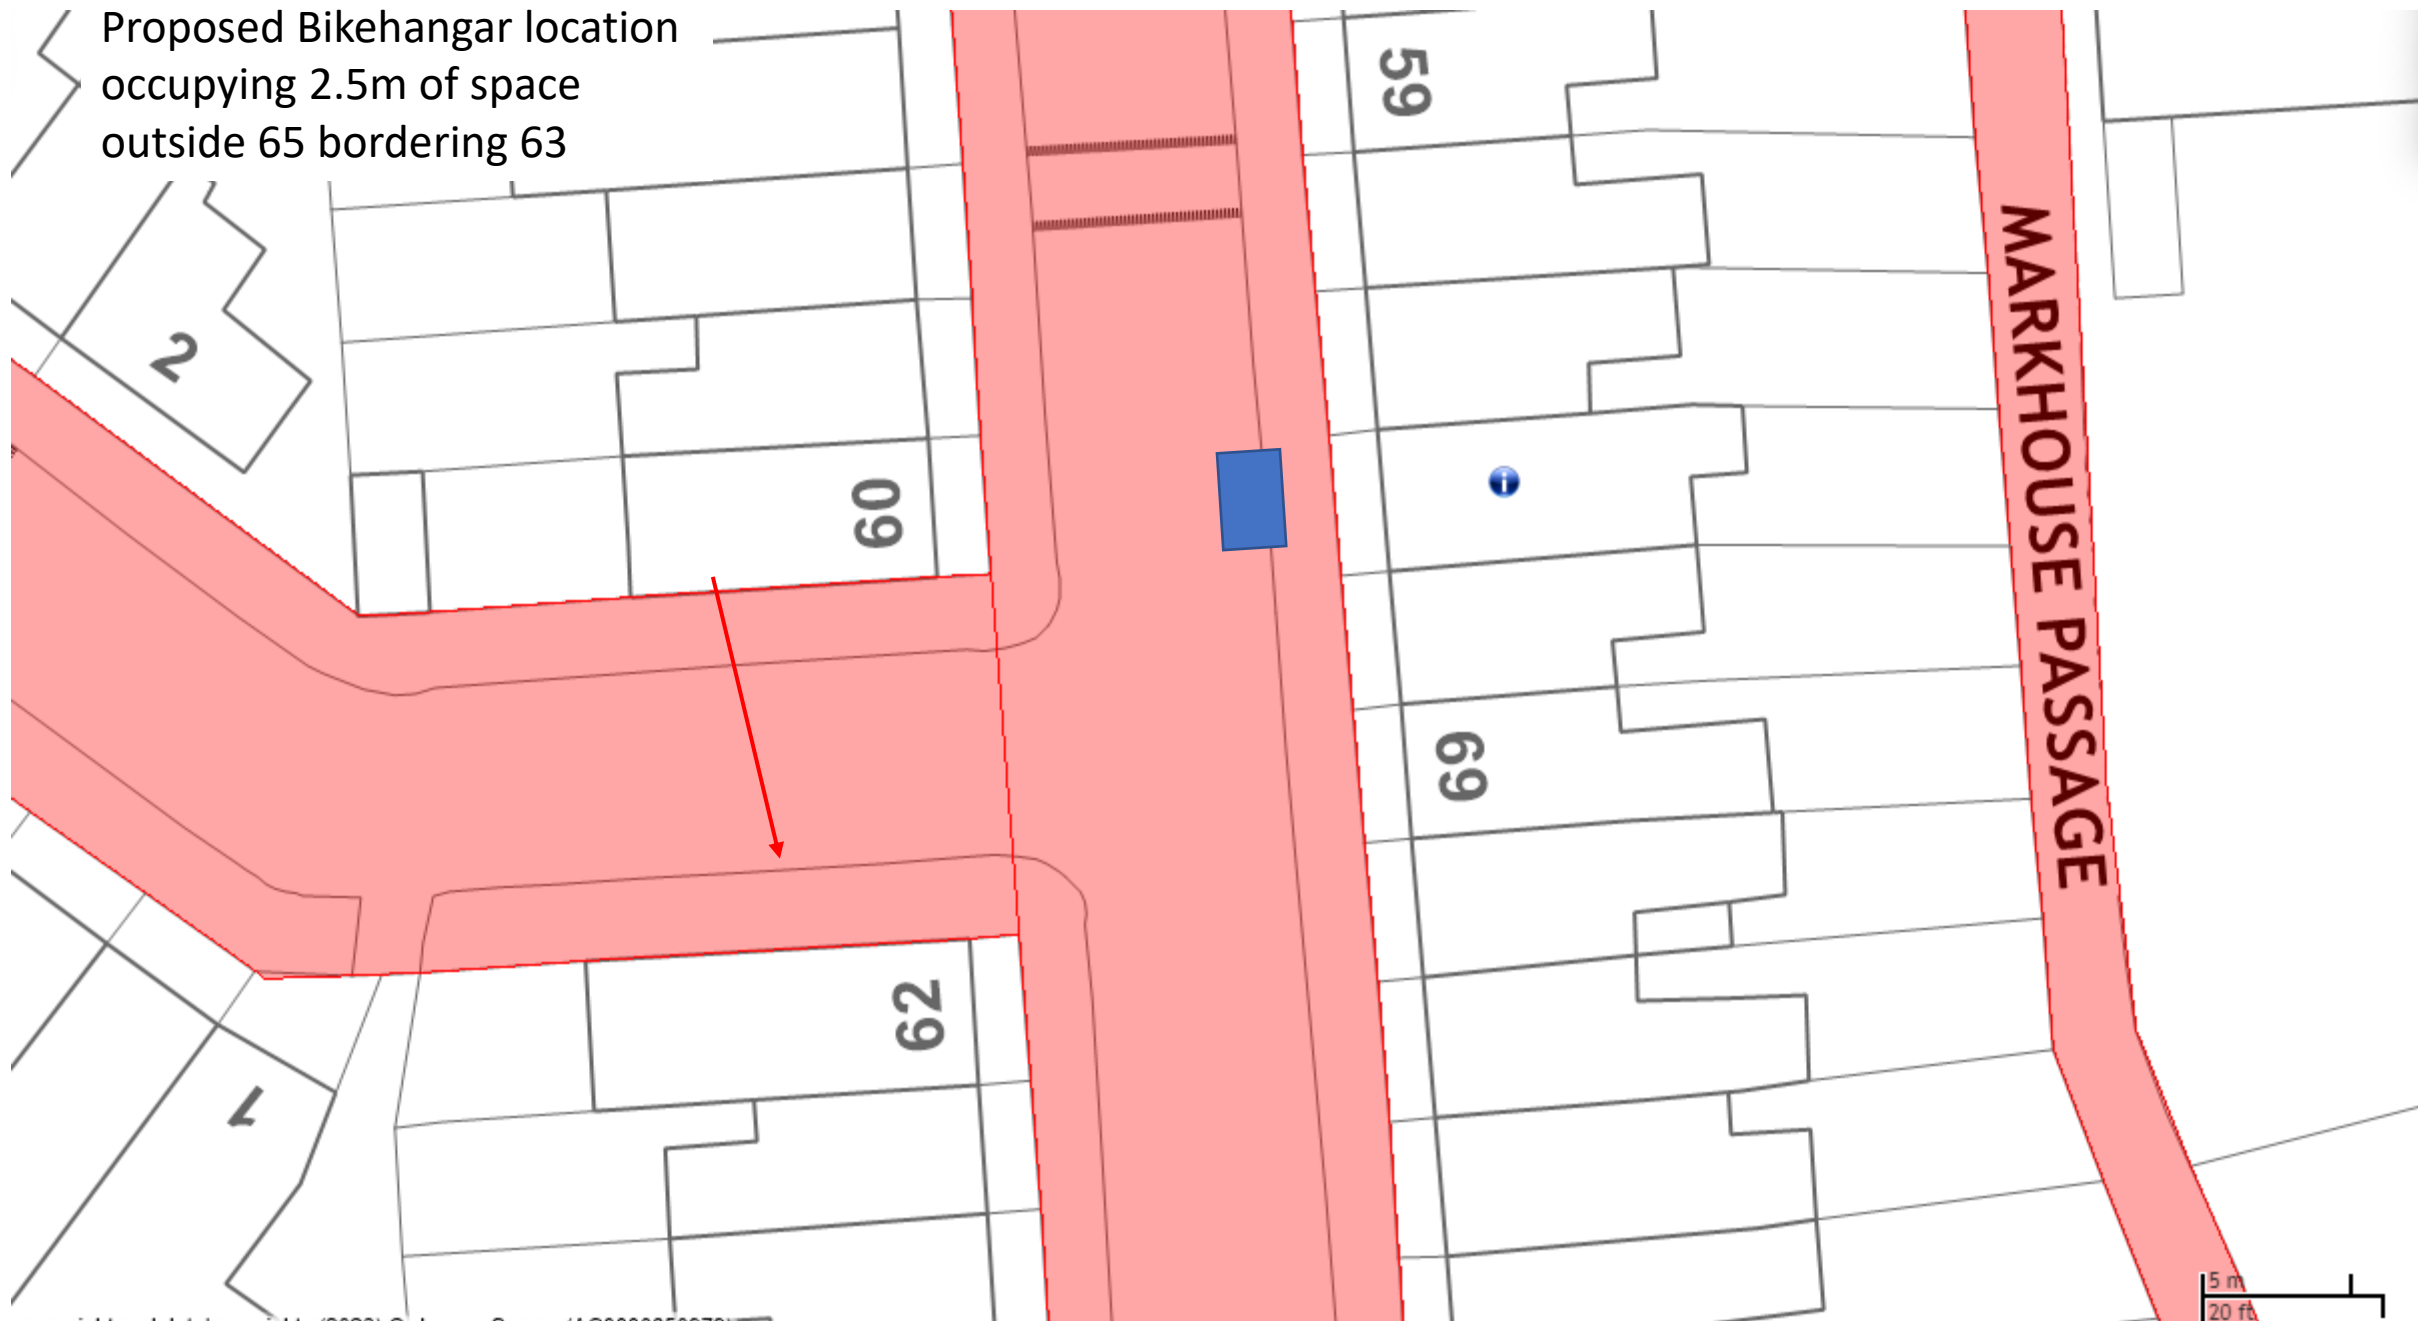 Proposed Bikehangar location
occupying 2.5m of space
outside 65 bordering 63
59
2
MARKHOUSE PASSAGE
60
i
69
62
1
5 m
20 ft